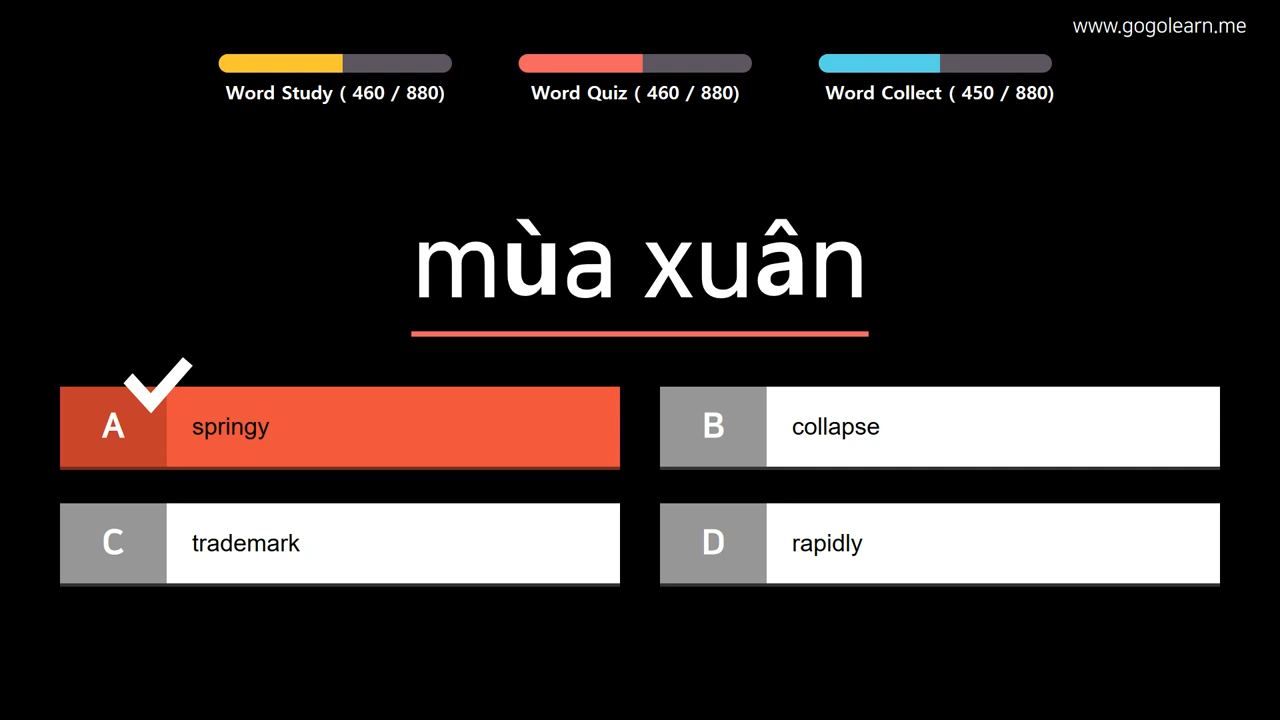 www.gogolearn.me
Word Study ( 460 / 880)
Word Quiz ( 460 / 880)
Word Collect ( 450 / 880)
mùa xuân
A springy
B collapse
C trademark
D rapidly